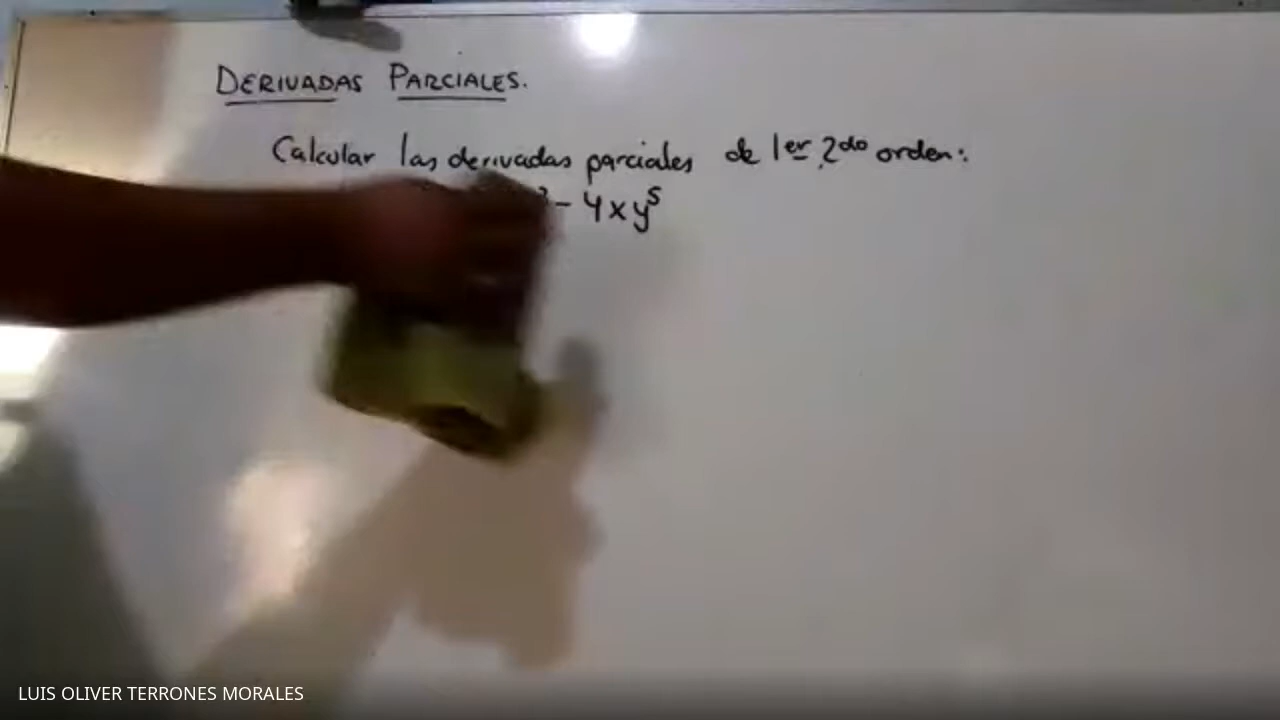 DERIVADAS PARCIALES.
Calcular las derivadas parciales de 1er, 2do orden:
- 4xy⁵
LUIS OLIVER TERRONES MORALES